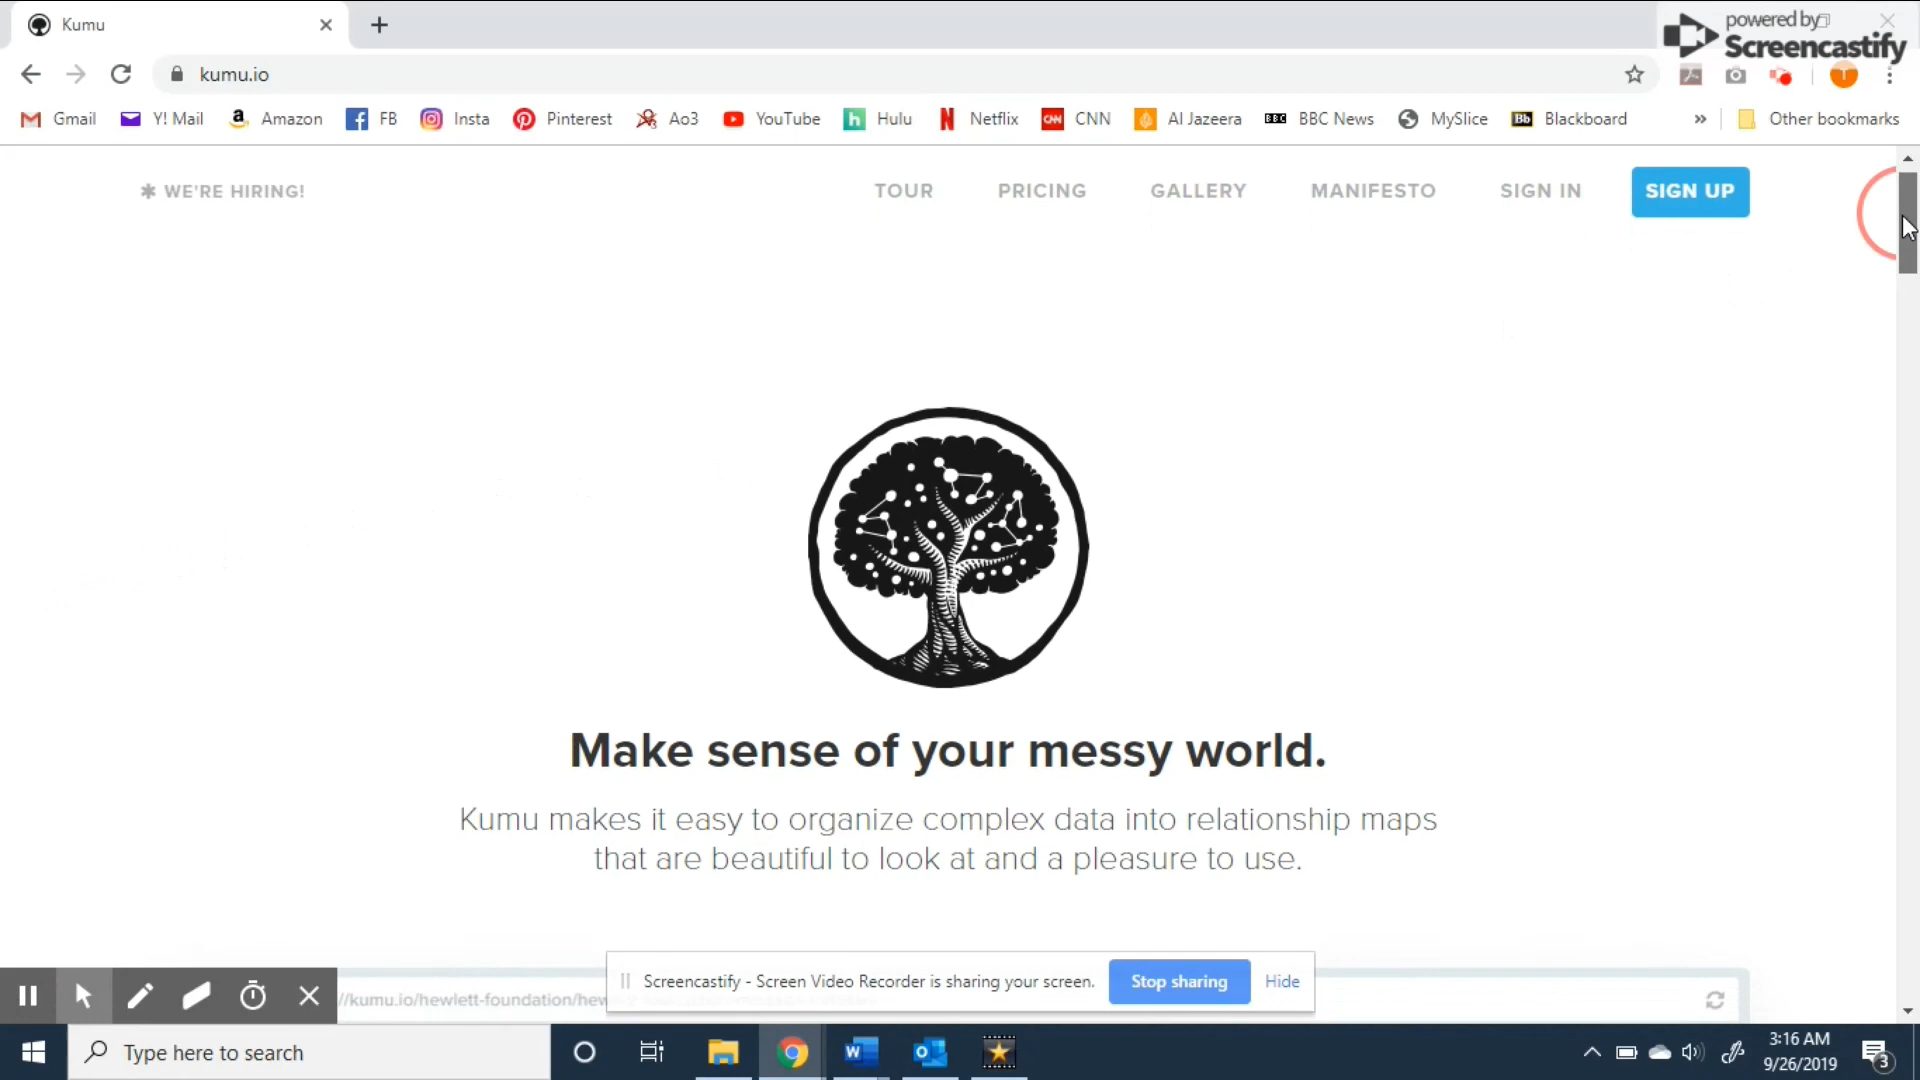 Kumu
powered by
Screencastify
kumu.io
T
Gmail Y! Mail Amazon FB Insta Pinterest Ao3 YouTube Hulu Netflix CNN Al Jazeera BBC News MySlice Blackboard » Other bookmarks
✱ WE'RE HIRING! TOUR PRICING GALLERY MANIFESTO SIGN IN SIGN UP
Make sense of your messy world.
Kumu makes it easy to organize complex data into relationship maps
that are beautiful to look at and a pleasure to use.
Screencastify - Screen Video Recorder is sharing your screen. Stop sharing Hide
//kumu.io/hewlett-foundation/hew
Type here to search
3:16 AM
9/26/2019
3